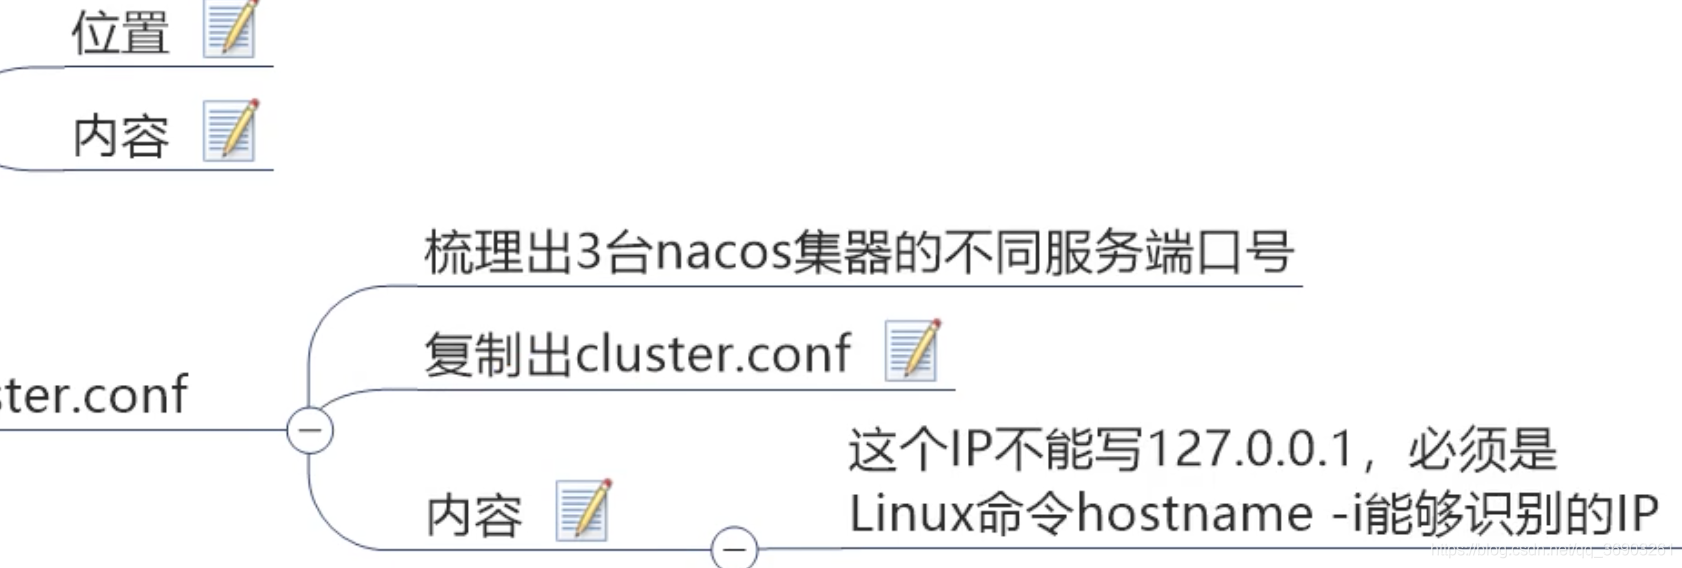 位置
内容
梳理出3台nacos集器的不同服务端口号
复制出cluster.conf
ster.conf
内容
这个IP不能写127.0.0.1，必须是
Linux命令hostname -i能够识别的IP